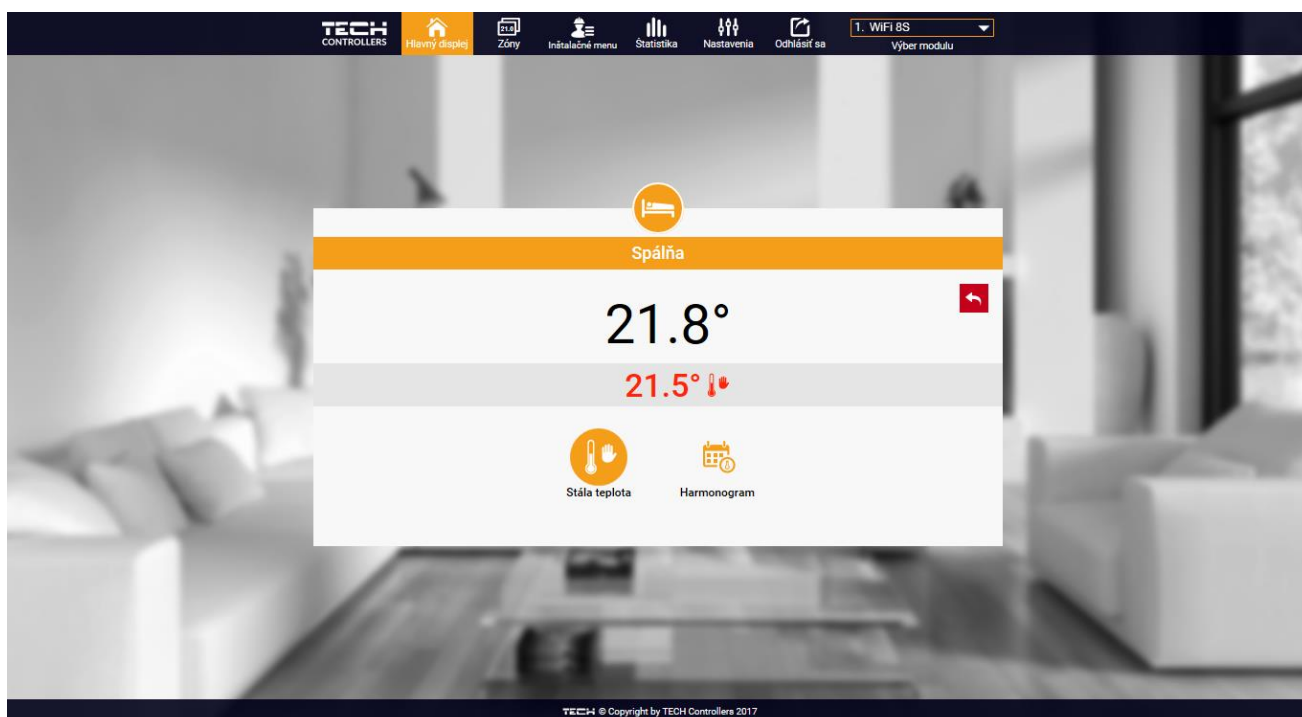 TECH
CONTROLLERS
Hlavný displej
21.0
Zóny
Inštalačné menu
Štatistika
Nastavenia
Odhlásiť sa
1. WiFi 8S
Výber modulu
Spálňa
21.8°
21.5°
Stála teplota
Harmonogram
TECH © Copyright by TECH Controllers 2017